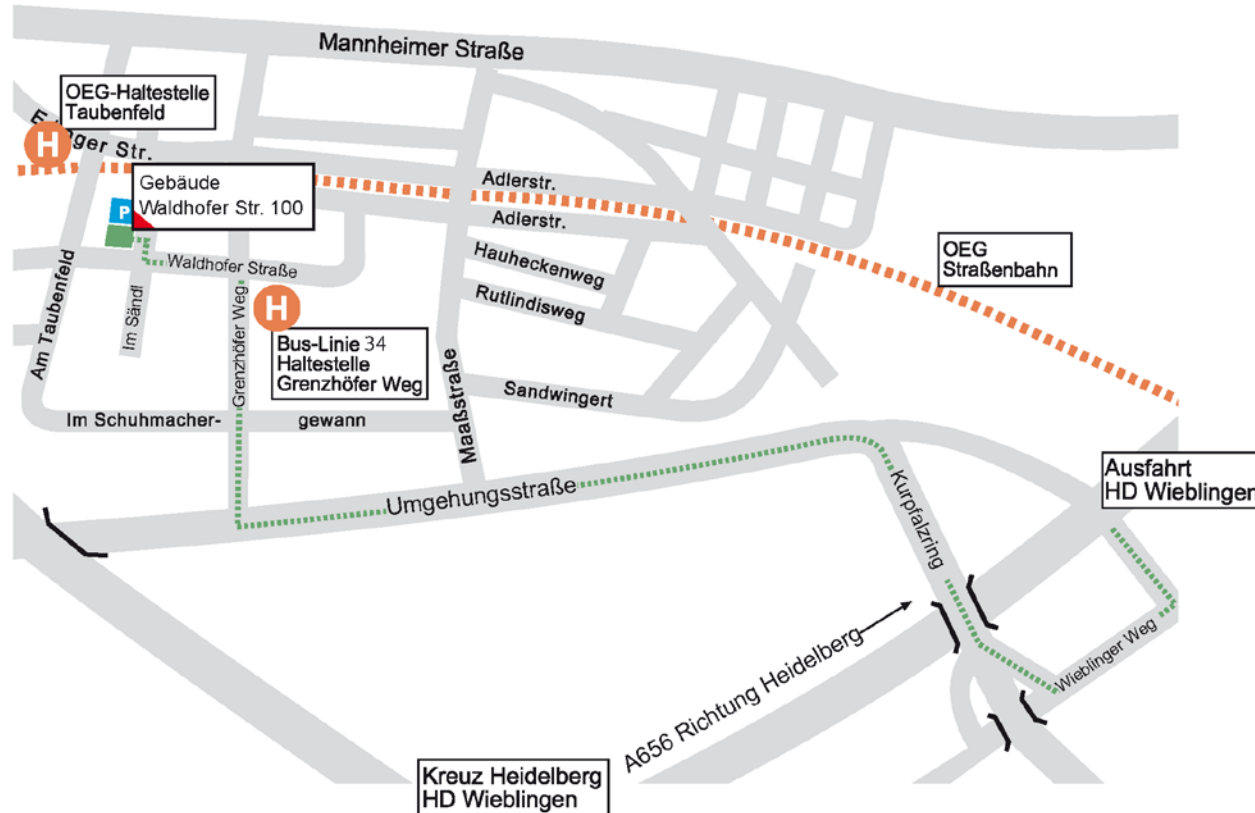 Mannheimer Straße
OEG-Haltestelle
Taubenfeld
H
Str.
Gebäude
Waldhofer Str. 100
P
Adlerstr.
Adlerstr.
OEG
Straßenbahn
Hauheckenweg
Waldhofer Straße
Rutlindisweg
Am Taubenfeld
Im Sändl
Grenzhöfer Weg
H
Bus-Linie 34
Haltestelle
Grenzhöfer Weg
Maaßstraße
Sandwingert
Im Schuhmacher-
gewann
Umgehungsstraße
Kurpfalzring
Ausfahrt
HD Wieblingen
Wieblinger Weg
A656 Richtung Heidelberg
Kreuz Heidelberg
HD Wieblingen